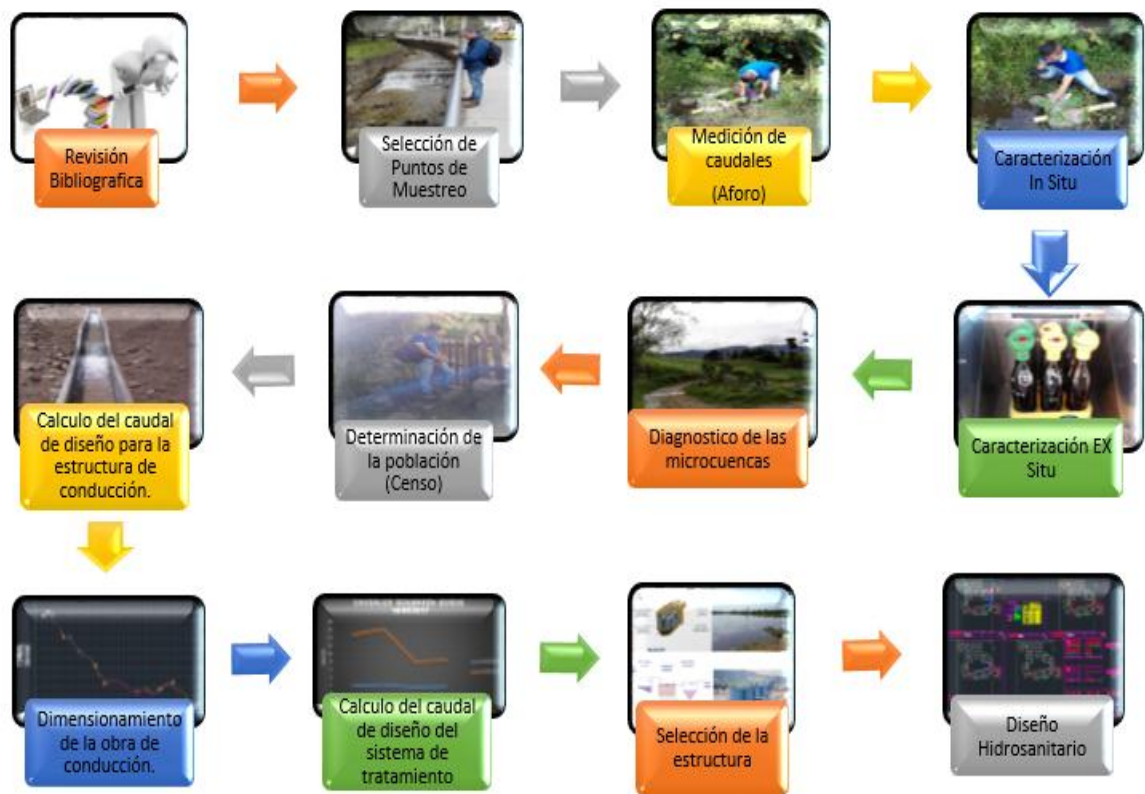 Revisión
Bibliografica
Selección de
Puntos de
Muestreo
Medición de
caudales
(Aforo)
Caracterización
In Situ
Caracterización EX
Situ
Diagnostico de las
microcuencas
Determinación de
la población
(Censo)
Calculo del caudal
de diseño para la
estructura de
conducción.
Dimensionamiento
de la obra de
conducción.
Calculo del caudal
de diseño del
sistema de
tratamiento
Selección de la
estructura
Diseño
Hidrosanitario